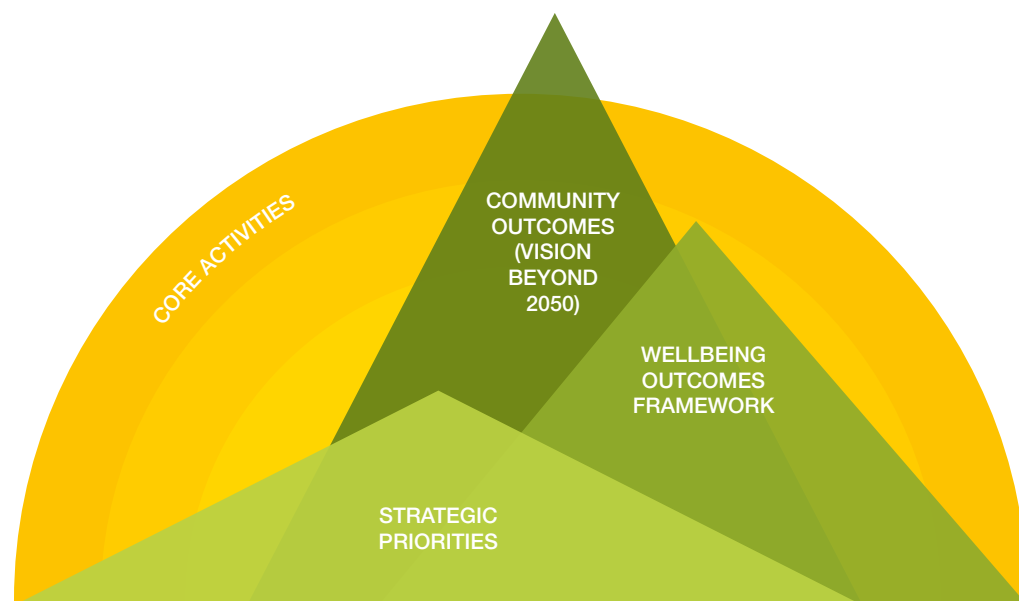 CORE ACTIVITIES
COMMUNITY
OUTCOMES
(VISION
BEYOND
2050)
WELLBEING
OUTCOMES
FRAMEWORK
STRATEGIC
PRIORITIES